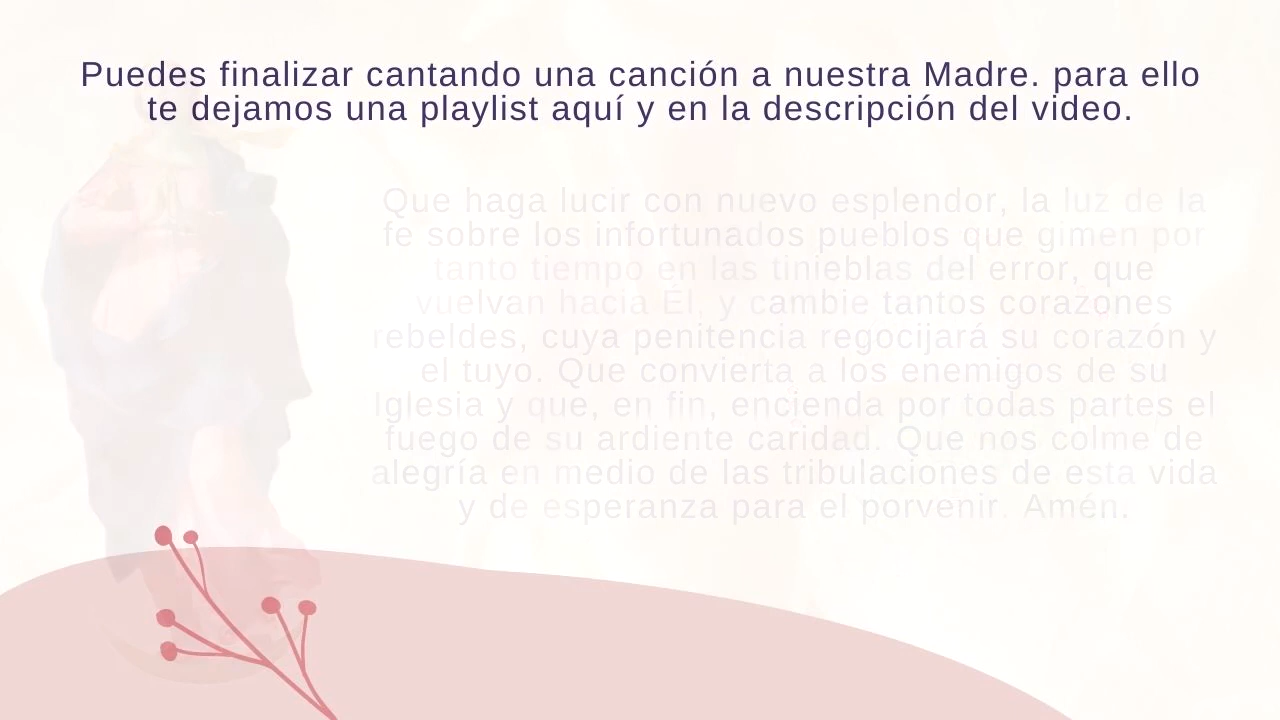 Puedes finalizar cantando una canción a nuestra Madre. para ello
te dejamos una playlist aquí y en la descripción del video.
Que haga lucir con nuevo esplendor, la luz de la
fe sobre los infortunados pueblos que gimen por
tanto tiempo en las tinieblas del error, que
vuelvan hacia Él, y cambie tantos corazones
rebeldes, cuya penitencia regocijará su corazón y
el tuyo. Que convierta a los enemigos de su
Iglesia y que, en fin, encienda por todas partes el
fuego de su ardiente caridad. Que nos colme de
alegría en medio de las tribulaciones de esta vida
y de esperanza para el porvenir. Amén.